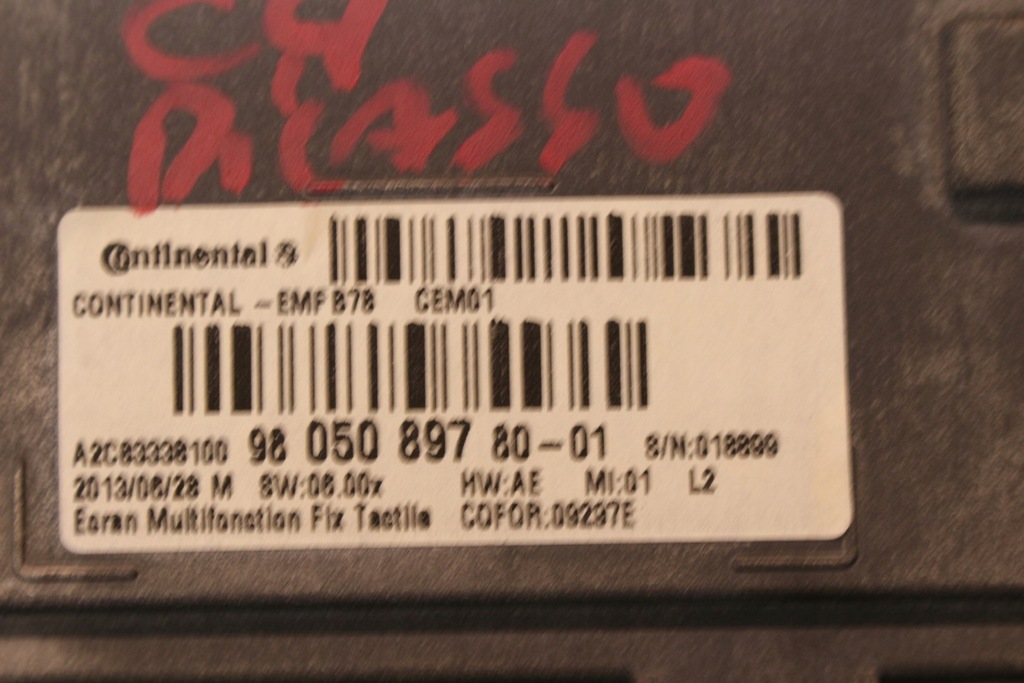 C4
PICASSO
Continental
CONTINENTAL - EMF B78 CEM01
A2C83338100 98 050 897 80-01 S/N:018899
2013/06/28 M SW:06.00x HW:AE MI:01 L2
Ecran Multifonction Fix Tactile COFOR:09297E